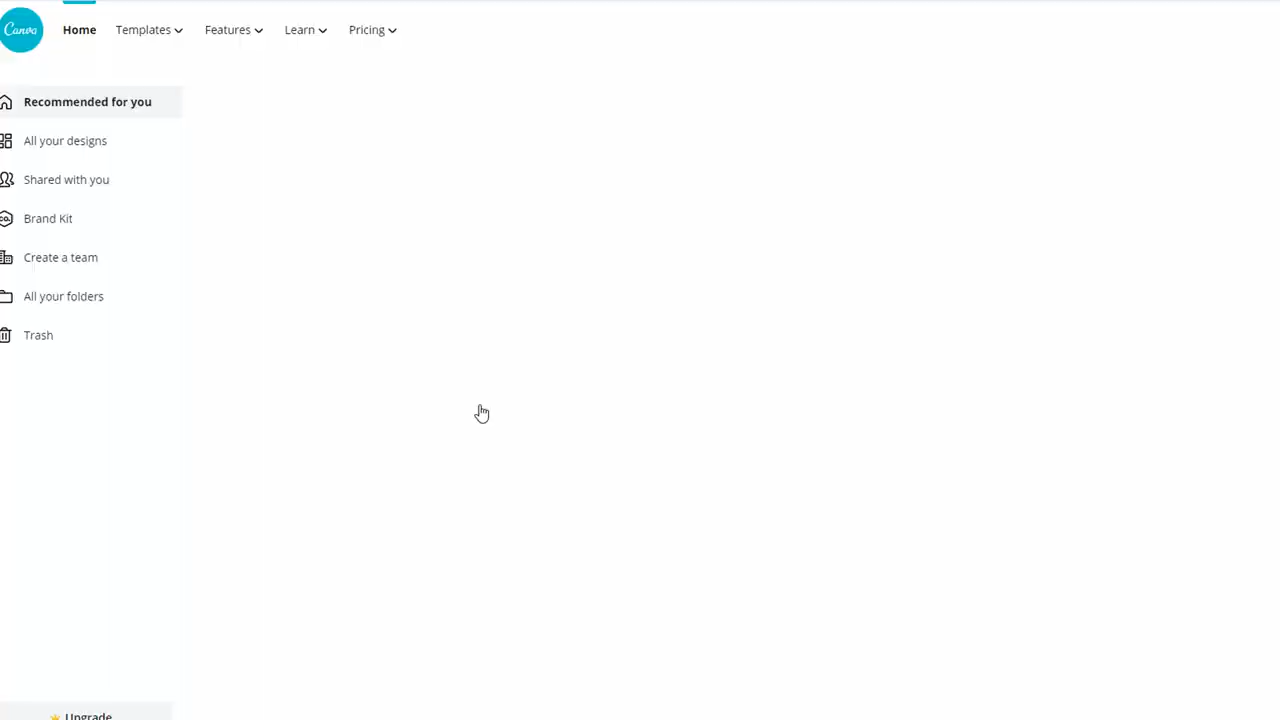 Canva
Home Templates Features Learn Pricing
Recommended for you
All your designs
Shared with you
CO.
Brand Kit
Create a team
All your folders
Trash
Upgrade